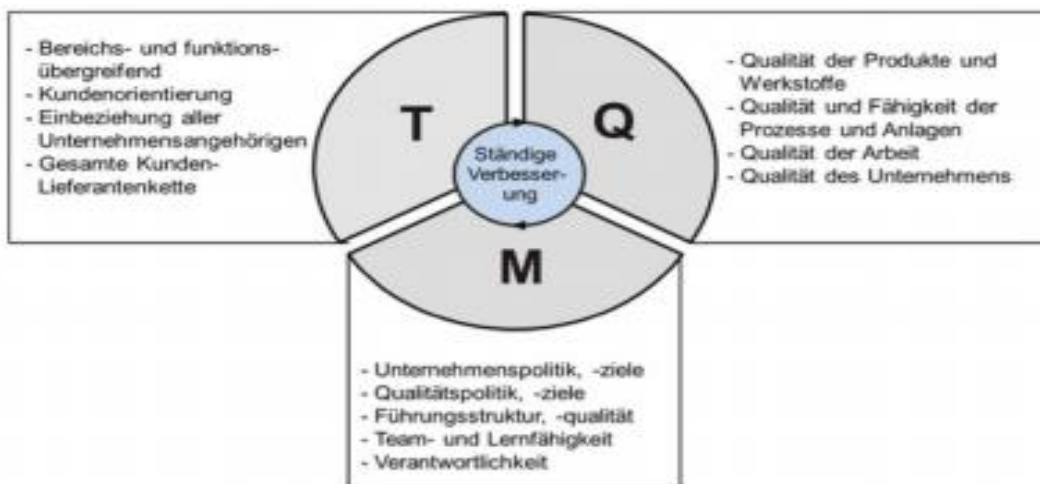 - Bereichs- und funktions-
übergreifend
- Kundenorientierung
- Einbeziehung aller
Unternehmensangehörigen
- Gesamte Kunden-
Lieferantenkette
T
Q
- Qualität der Produkte und
Werkstoffe
- Qualität und Fähigkeit der
Prozesse und Anlagen
- Qualität der Arbeit
- Qualität des Unternehmens
Ständige
Verbesser-
ung
M
- Unternehmenspolitik, -ziele
- Qualitätspolitik, -ziele
- Führungsstruktur, -qualität
- Team- und Lernfähigkeit
- Verantwortlichkeit